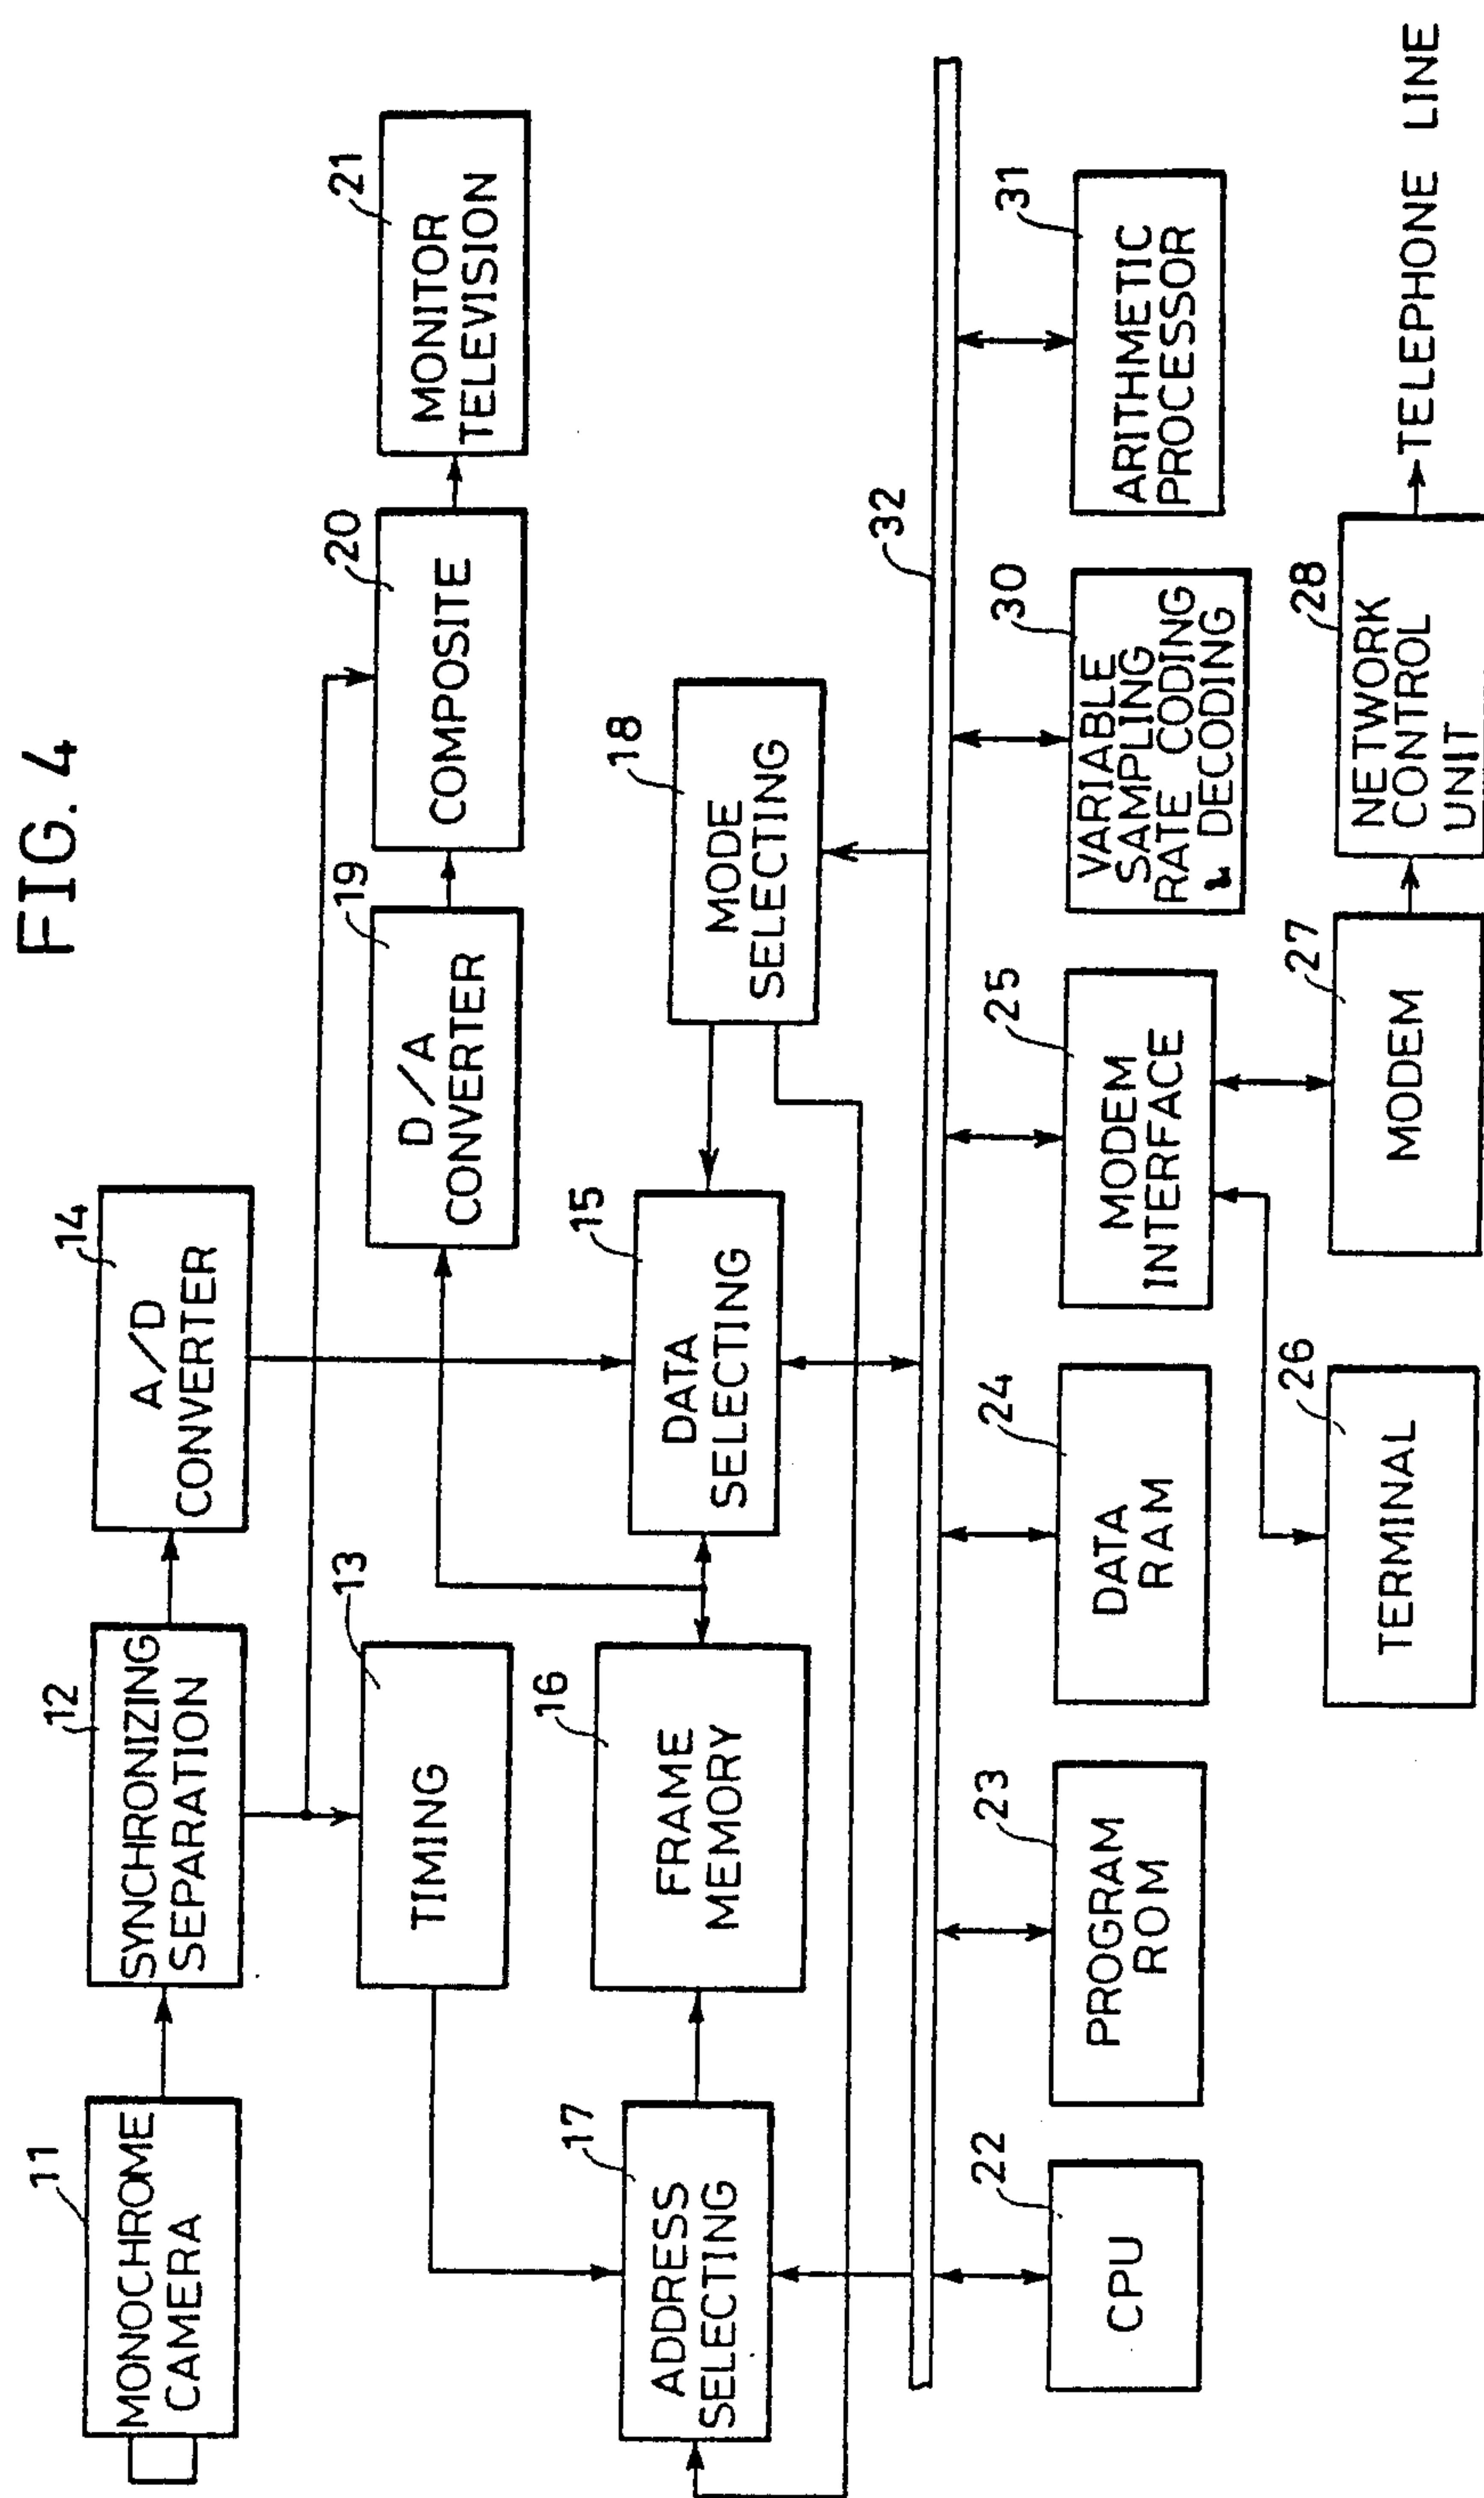 FIG. 4
11
MONOCHROME
CAMERA
12
SYNCHRONIZING
SEPARATION
14
A/D
CONVERTER
13
TIMING
19
D/A
CONVERTER
20
COMPOSITE
21
MONITOR
TELEVISION
17
ADDRESS
SELECTING
16
FRAME
MEMORY
15
DATA
SELECTING
18
MODE
SELECTING
32
22
CPU
23
PROGRAM
ROM
24
DATA
RAM
25
MODEM
INTERFACE
30
VARIABLE
SAMPLING
RATE CODING
DECODING
31
ARITHMETIC
PROCESSOR
26
TERMINAL
27
MODEM
28
NETWORK
CONTROL
UNIT
TELEPHONE LINE